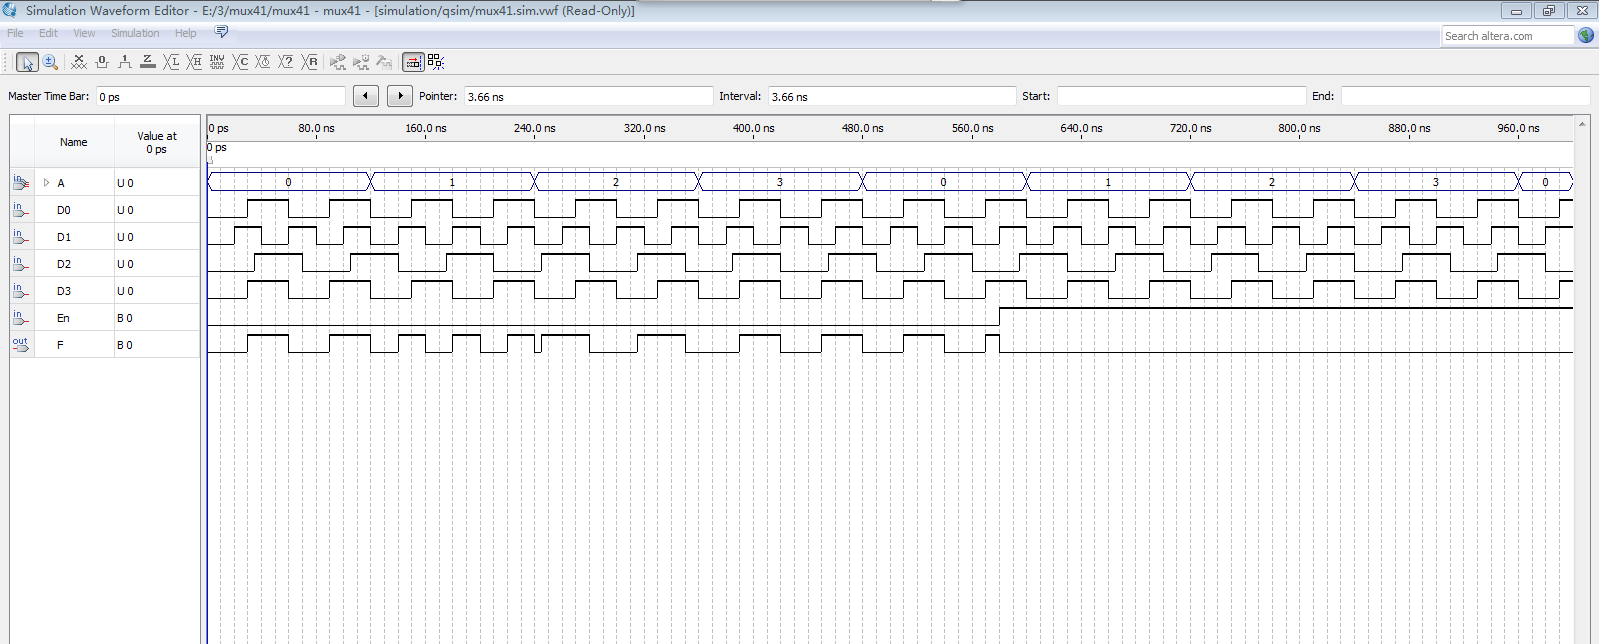 Simulation Waveform Editor - E:/3/mux41/mux41 - mux41 - [simulation/qsim/mux41.sim.vwf (Read-Only)]
File Edit View Simulation Help
Search altera.com
Master Time Bar: 0 ps Pointer: 3.66 ns Interval: 3.66 ns Start: End:
Name Value at 0 ps
0 ps 80.0 ns 160.0 ns 240.0 ns 320.0 ns 400.0 ns 480.0 ns 560.0 ns 640.0 ns 720.0 ns 800.0 ns 880.0 ns 960.0 ns
0 ps
in A U 0 0 1 2 3 0 1 2 3 0
in D0 U 0
in D1 U 0
in D2 U 0
in D3 U 0
in En B 0
out F B 0